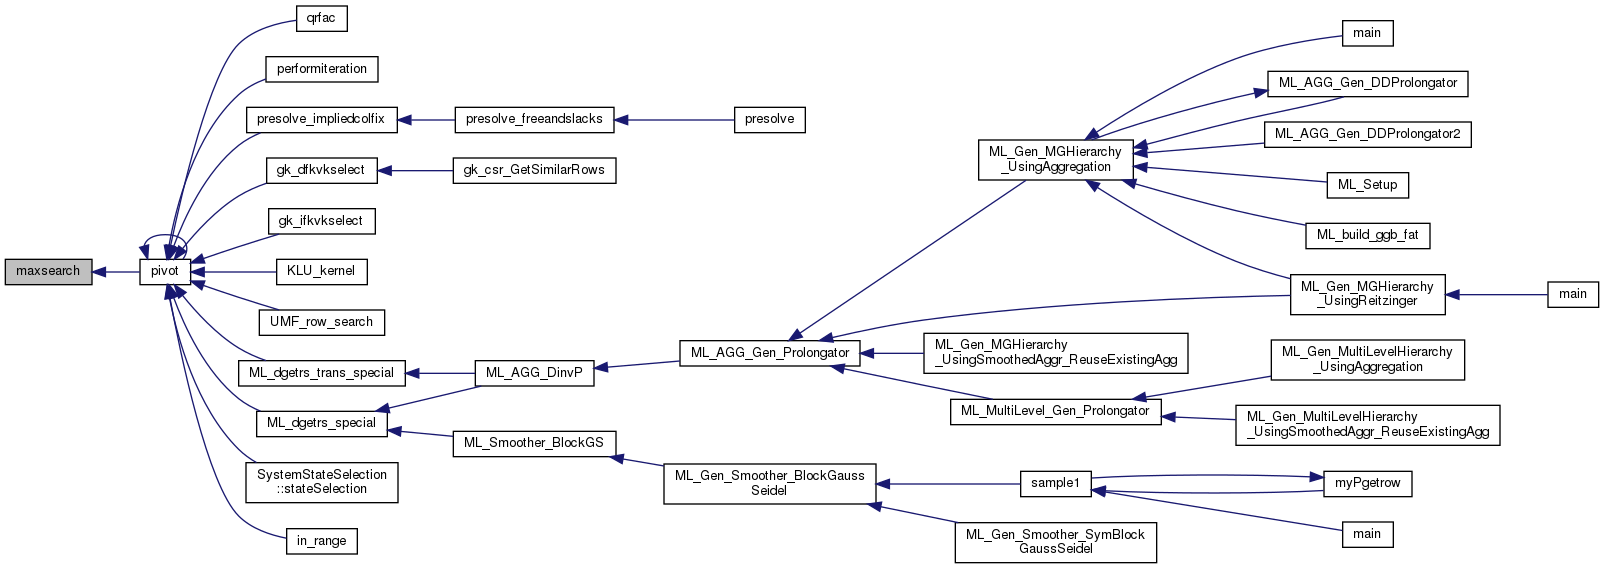 maxsearch
pivot
qrfac
performiteration
presolve_impliedcolfix
presolve_freeandslacks
presolve
gk_dfkvkselect
gk_csr_GetSimilarRows
gk_ifkvkselect
KLU_kernel
UMF_row_search
ML_dgetrs_trans_special
ML_dgetrs_special
SystemStateSelection
::stateSelection
in_range
ML_AGG_DinvP
ML_Smoother_BlockGS
ML_AGG_Gen_Prolongator
ML_Gen_Smoother_BlockGauss
Seidel
ML_Gen_MGHierarchy
_UsingAggregation
main
ML_AGG_Gen_DDProlongator
ML_AGG_Gen_DDProlongator2
ML_Setup
ML_build_ggb_fat
ML_Gen_MGHierarchy
_UsingReitzinger
main
ML_Gen_MGHierarchy
_UsingSmoothedAggr_ReuseExistingAgg
ML_MultiLevel_Gen_Prolongator
ML_Gen_MultiLevelHierarchy
_UsingAggregation
ML_Gen_MultiLevelHierarchy
_UsingSmoothedAggr_ReuseExistingAgg
sample1
myPgetrow
main
ML_Gen_Smoother_SymBlock
GaussSeidel